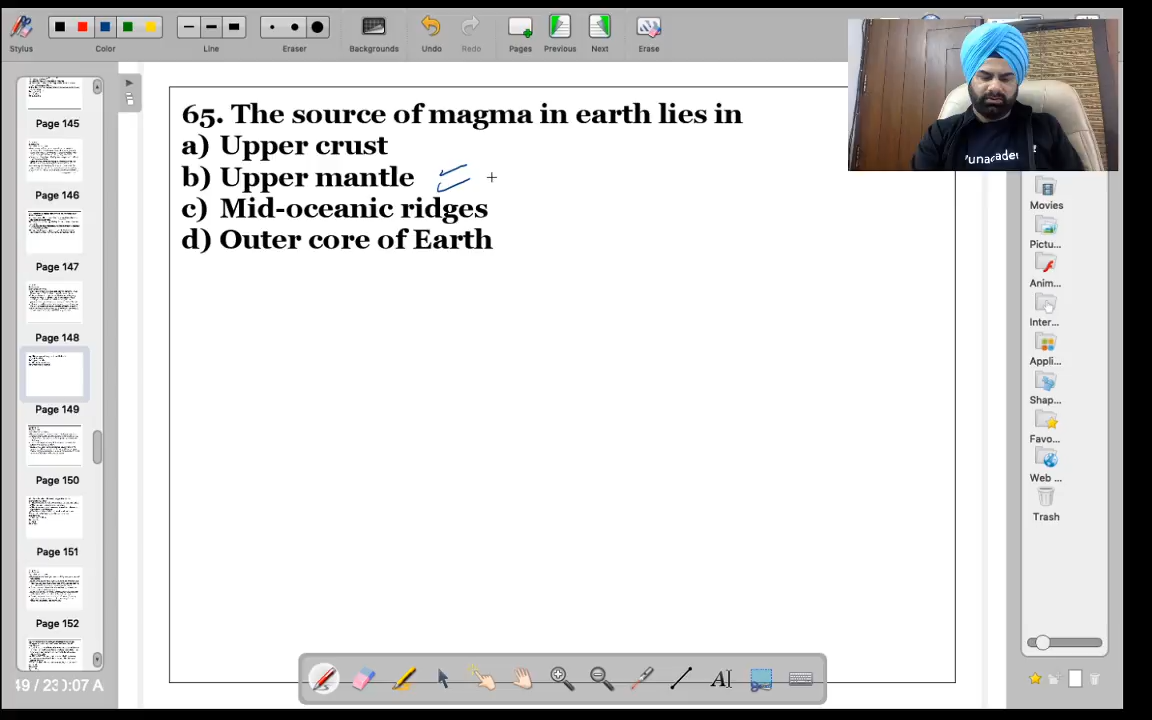 Stylus
Color
Line
Eraser
Backgrounds
Undo
Redo
Pages
Previous
Next
Erase
Page 145
Page 146
Page 147
Page 148
Page 149
Page 150
Page 151
Page 152
65. The source of magma in earth lies in
a) Upper crust
b) Upper mantle
c) Mid-oceanic ridges
d) Outer core of Earth
Movies
Pictu...
Anim...
Inter...
Appli...
Shap...
Favo...
Web ...
Trash